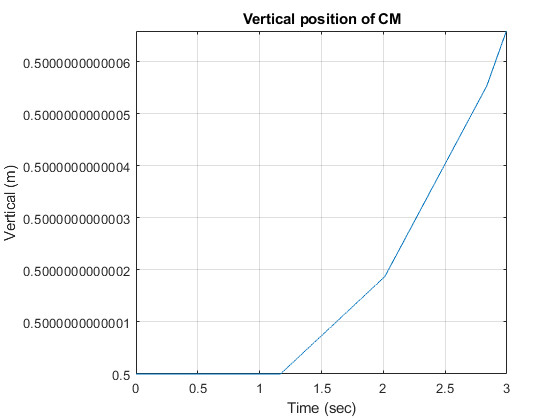 Vertical position of CM
0.5000000000006
0.5000000000005
0.5000000000004
0.5000000000003
0.5000000000002
0.5000000000001
0.5
Vertical (m)
0 0.5 1 1.5 2 2.5 3
Time (sec)